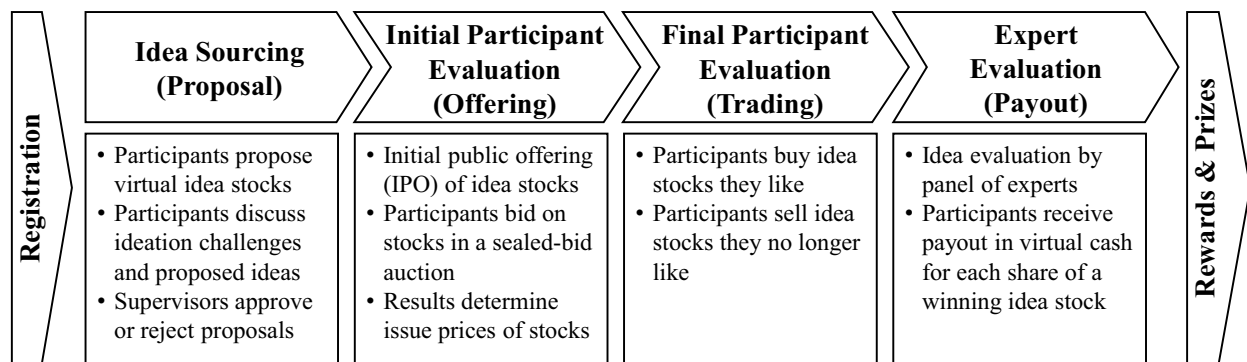 Registration
Idea Sourcing
(Proposal)
• Participants propose
virtual idea stocks
• Participants discuss
ideation challenges
and proposed ideas
• Supervisors approve
or reject proposals
Initial Participant
Evaluation
(Offering)
• Initial public offering
(IPO) of idea stocks
• Participants bid on
stocks in a sealed-bid
auction
• Results determine
issue prices of stocks
Final Participant
Evaluation
(Trading)
• Participants buy idea
stocks they like
• Participants sell idea
stocks they no longer
like
Expert
Evaluation
(Payout)
• Idea evaluation by
panel of experts
• Participants receive
payout in virtual cash
for each share of a
winning idea stock
Rewards & Prizes